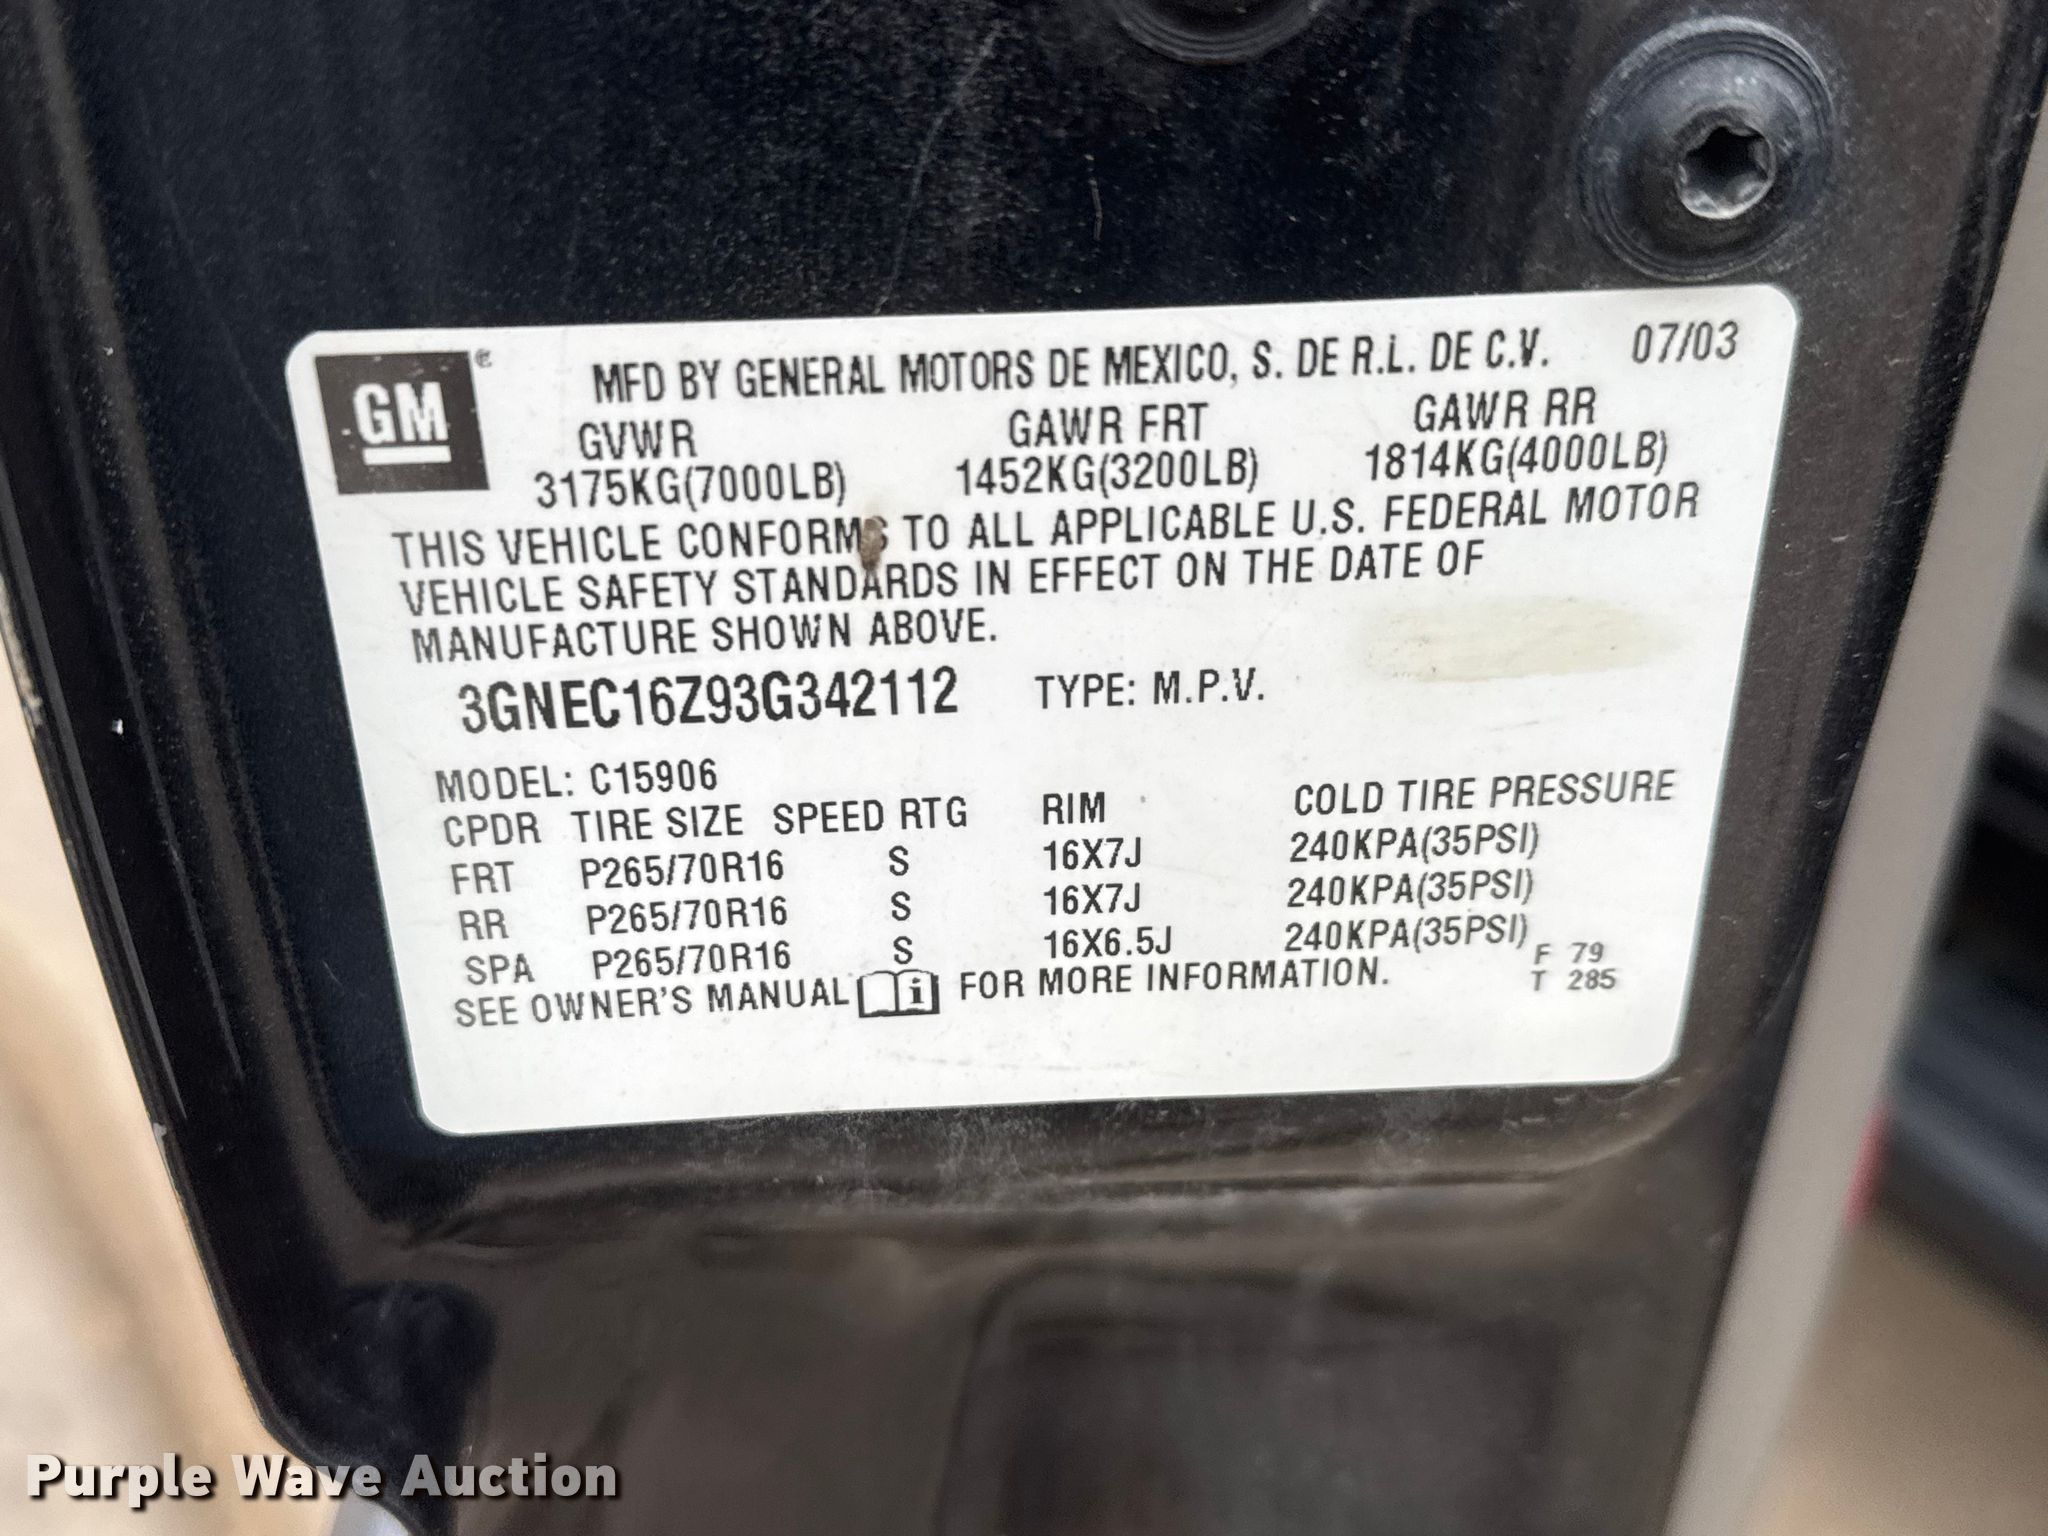 GM
MFD BY GENERAL MOTORS DE MEXICO, S. DE R.L. DE C.V. 07/03
GVWR GAWR FRT GAWR RR
3175KG(7000LB) 1452KG(3200LB) 1814KG(4000LB)
THIS VEHICLE CONFORMS TO ALL APPLICABLE U.S. FEDERAL MOTOR
VEHICLE SAFETY STANDARDS IN EFFECT ON THE DATE OF
MANUFACTURE SHOWN ABOVE.
3GNEC16Z93G342112 TYPE: M.P.V.
MODEL: C15906
CPDR TIRE SIZE SPEED RTG RIM COLD TIRE PRESSURE
FRT P265/70R16 S 16X7J 240KPA(35PSI)
RR P265/70R16 S 16X7J 240KPA(35PSI)
SPA P265/70R16 S 16X6.5J 240KPA(35PSI)
F 79
SEE OWNER'S MANUAL FOR MORE INFORMATION. T 285
Purple Wave Auction